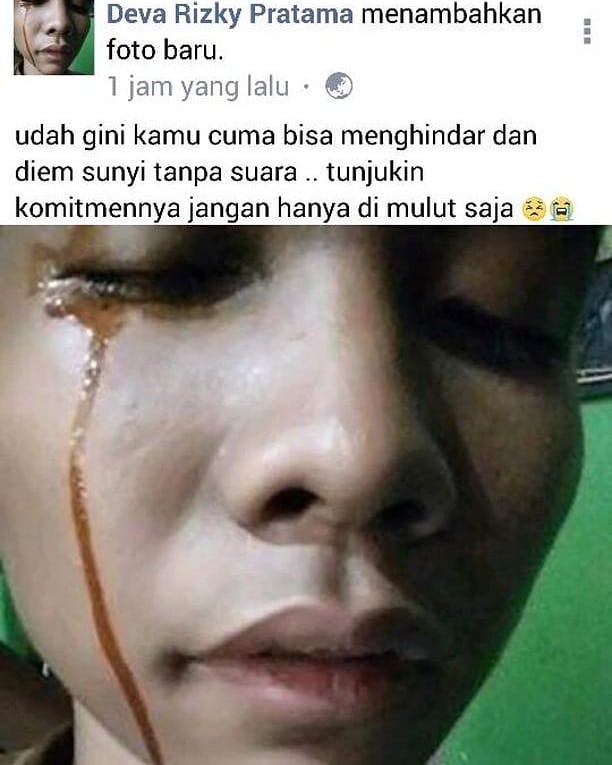 Deva Rizky Pratama menambahkan
foto baru.
1 jam yang lalu ·
udah gini kamu cuma bisa menghindar dan
diem sunyi tanpa suara .. tunjukin
komitmennya jangan hanya di mulut saja 😣😭